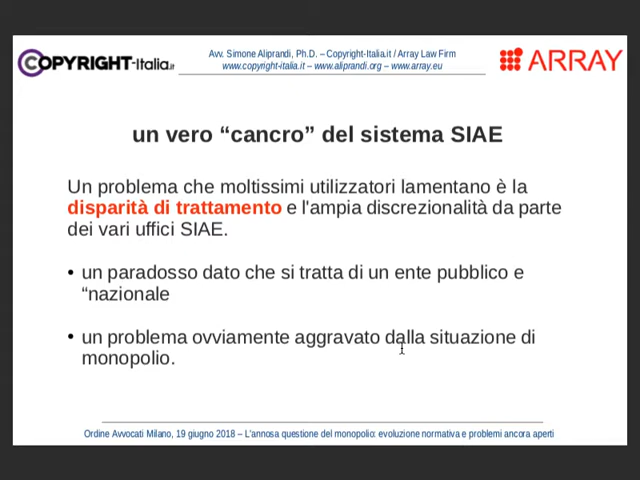 COPYRIGHT-Italia.it
Avv. Simone Aliprandi, Ph.D. – Copyright-Italia.it / Array Law Firm
www.copyright-italia.it – www.aliprandi.org – www.array.eu
ARRAY
un vero “cancro” del sistema SIAE
Un problema che moltissimi utilizzatori lamentano è la
disparità di trattamento e l'ampia discrezionalità da parte
dei vari uffici SIAE.
• un paradosso dato che si tratta di un ente pubblico e
“nazionale
• un problema ovviamente aggravato dalla situazione di
monopolio.
Ordine Avvocati Milano, 19 giugno 2018 – L'annosa questione del monopolio: evoluzione normativa e problemi ancora aperti